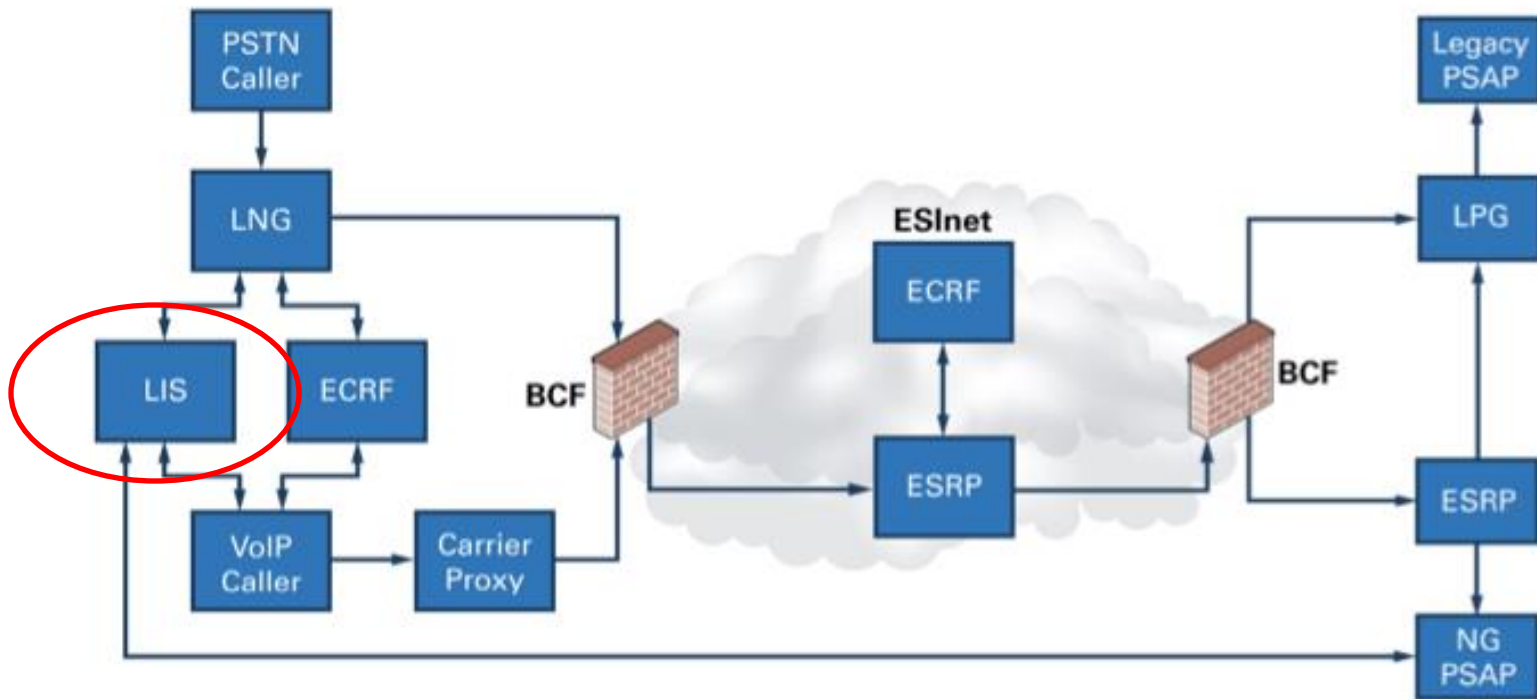 PSTN
Caller
Legacy
PSAP
LNG
ESInet
LPG
ECRF
LIS
ECRF
BCF
BCF
ESRP
ESRP
VoIP
Caller
Carrier
Proxy
NG
PSAP